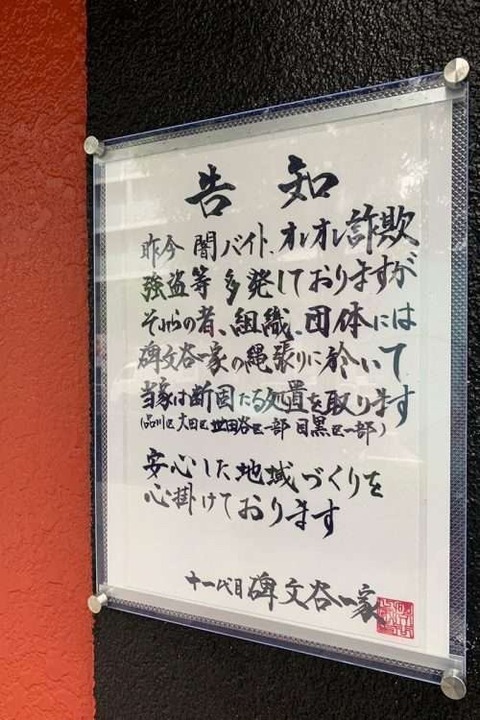 告知
昨今 闇バイト、オレオレ詐欺
強盗等 多発しておりますが
それらの者、組織、団体には
碑文谷一家の縄張りに於いて
当家は断固たる処置を取ります
(品川区 大田区 世田谷区一部 目黒区一部)
安心した地域づくりを
心掛けております
十一代目 碑文谷一家